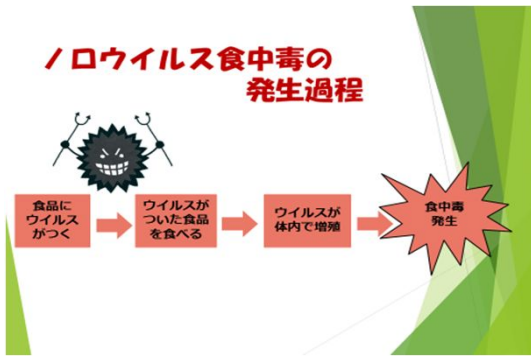 ノロウイルス食中毒の
発生過程
食品に
ウイルス
がつく
ウイルスが
ついた食品
を食べる
ウイルスが
体内で増殖
食中毒
発生